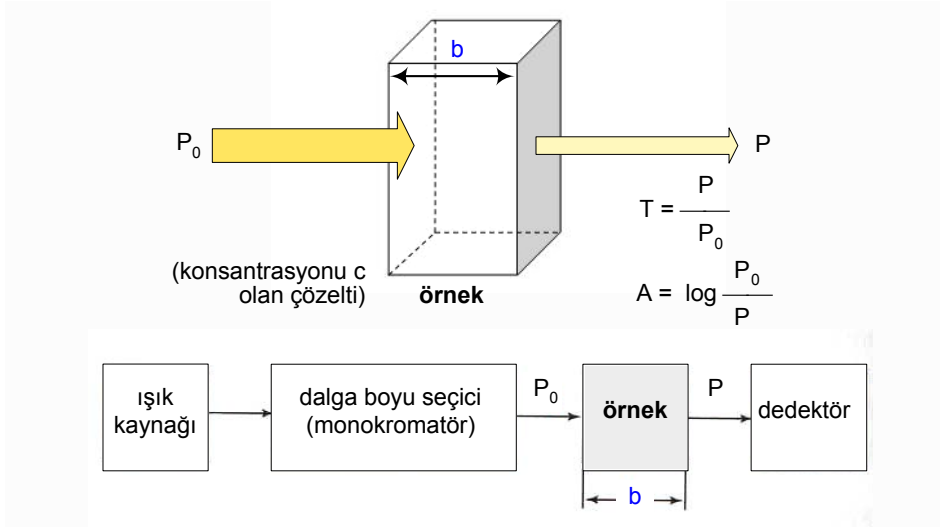 b
P0
P
T = P / P0
(konsantrasyonu c
olan çözelti)
örnek
A = log P0 / P
ışık
kaynağı
dalga boyu seçici
(monokromatör)
P0
örnek
P
dedektör
b